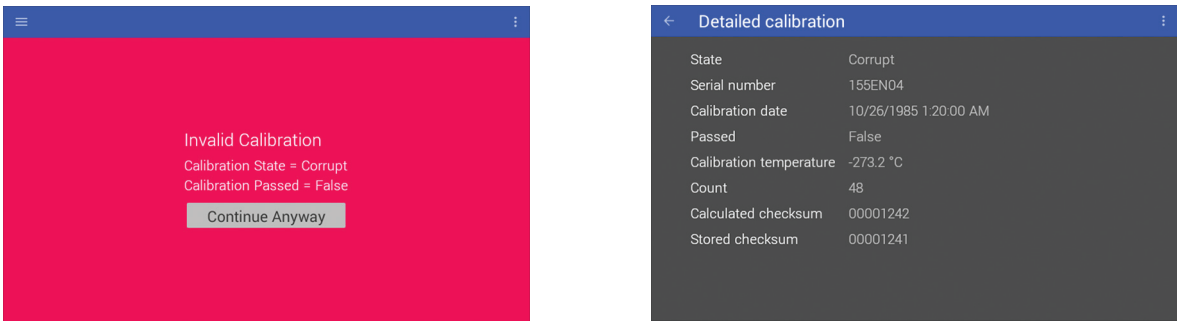 Invalid Calibration
Calibration State = Corrupt
Calibration Passed = False
Continue Anyway
Detailed calibration
State Corrupt
Serial number 155EN04
Calibration date 10/26/1985 1:20:00 AM
Passed False
Calibration temperature -273.2 °C
Count 48
Calculated checksum 00001242
Stored checksum 00001241